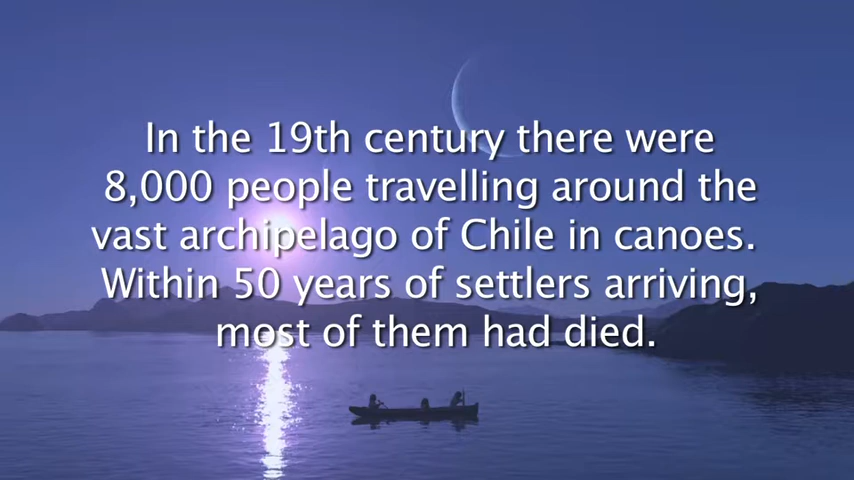 In the 19th century there were
8,000 people travelling around the
vast archipelago of Chile in canoes.
Within 50 years of settlers arriving,
most of them had died.